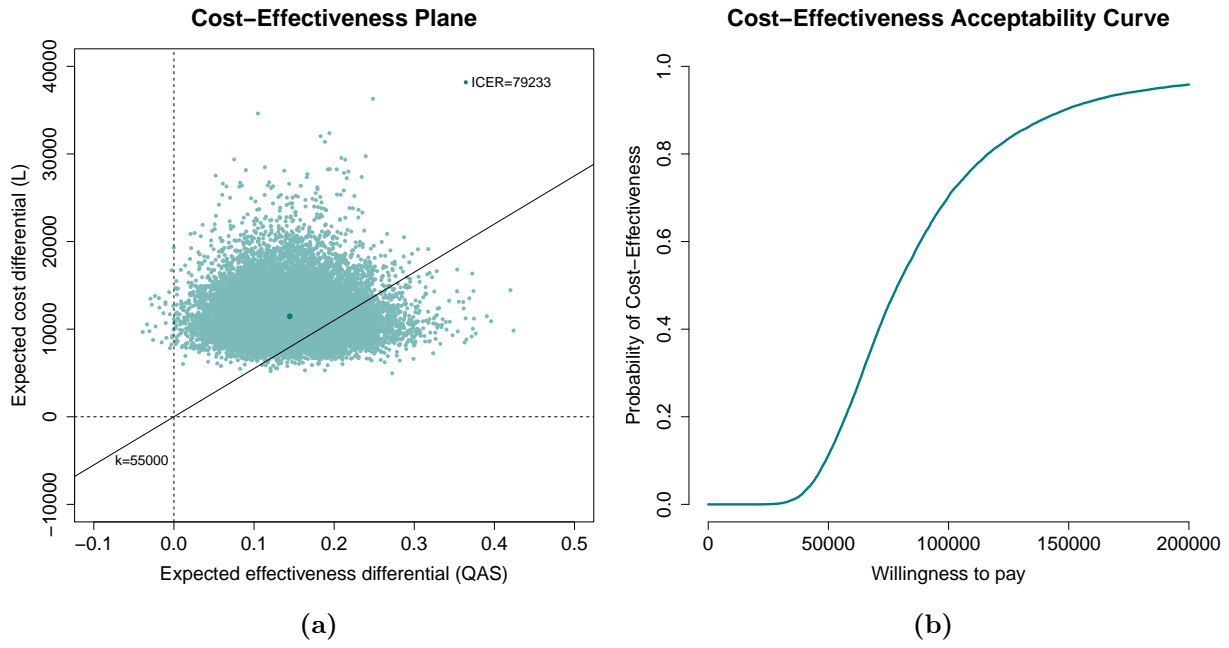 Cost−Effectiveness Plane
ICER=79233
k=55000
Expected cost differential (L)
−10000 0 10000 20000 30000 40000
−0.1 0.0 0.1 0.2 0.3 0.4 0.5
Expected effectiveness differential (QAS)
(a)
Cost−Effectiveness Acceptability Curve
Probability of Cost−Effectiveness
0.0 0.2 0.4 0.6 0.8 1.0
0 50000 100000 150000 200000
Willingness to pay
(b)